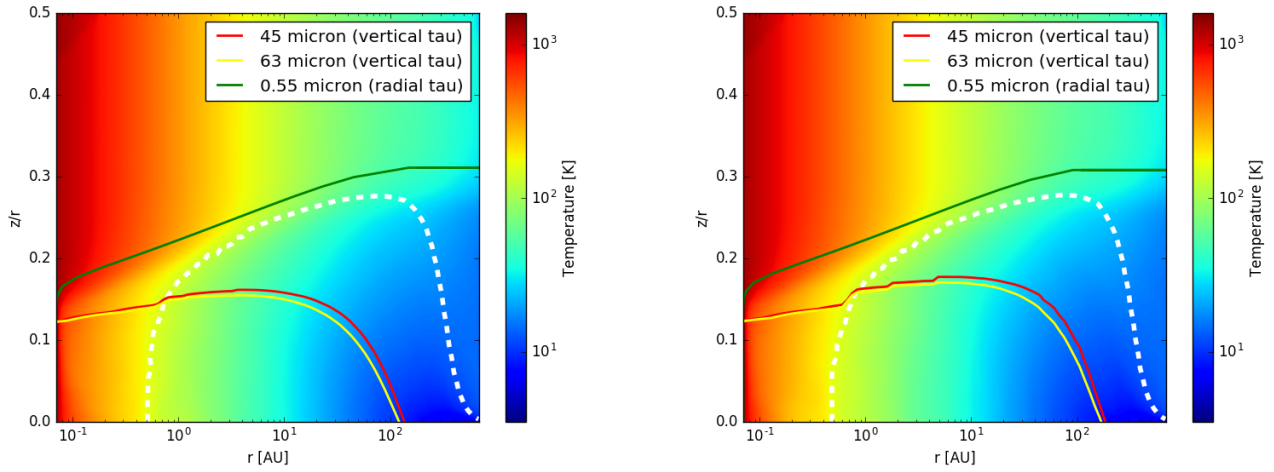 0.5
0.4
0.3
0.2
0.1
0.0
z/r
10⁻¹
10⁰
10¹
10²
r [AU]
45 micron (vertical tau)
63 micron (vertical tau)
0.55 micron (radial tau)
10³
10²
10¹
Temperature [K]
0.5
0.4
0.3
0.2
0.1
0.0
z/r
10⁻¹
10⁰
10¹
10²
r [AU]
45 micron (vertical tau)
63 micron (vertical tau)
0.55 micron (radial tau)
10³
10²
10¹
Temperature [K]